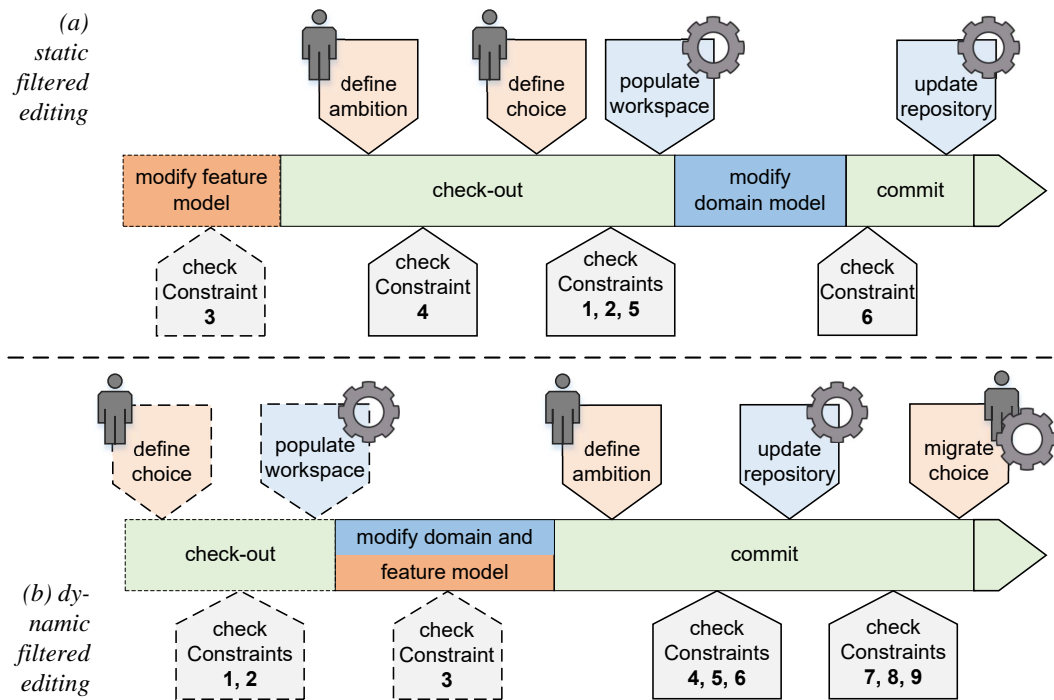 (a)
static
filtered
editing
define
ambition
define
choice
populate
workspace
update
repository
modify feature
model
check-out
modify
domain model
commit
check
Constraint
3
check
Constraint
4
check
Constraints
1, 2, 5
check
Constraint
6
define
choice
populate
workspace
define
ambition
update
repository
migrate
choice
check-out
modify domain and
feature model
commit
(b) dy-
namic
filtered
editing
check
Constraints
1, 2
check
Constraint
3
check
Constraints
4, 5, 6
check
Constraints
7, 8, 9